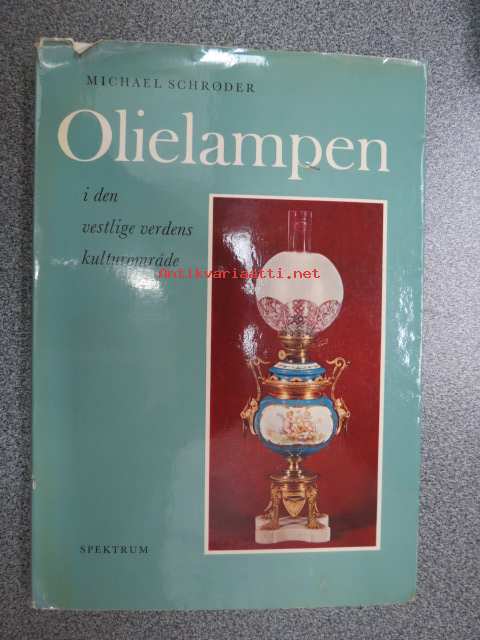 MICHAEL SCHRØDER
Olielampen
i den
vestlige verdens
kulturområde
antikvariaatti.net
SPEKTRUM